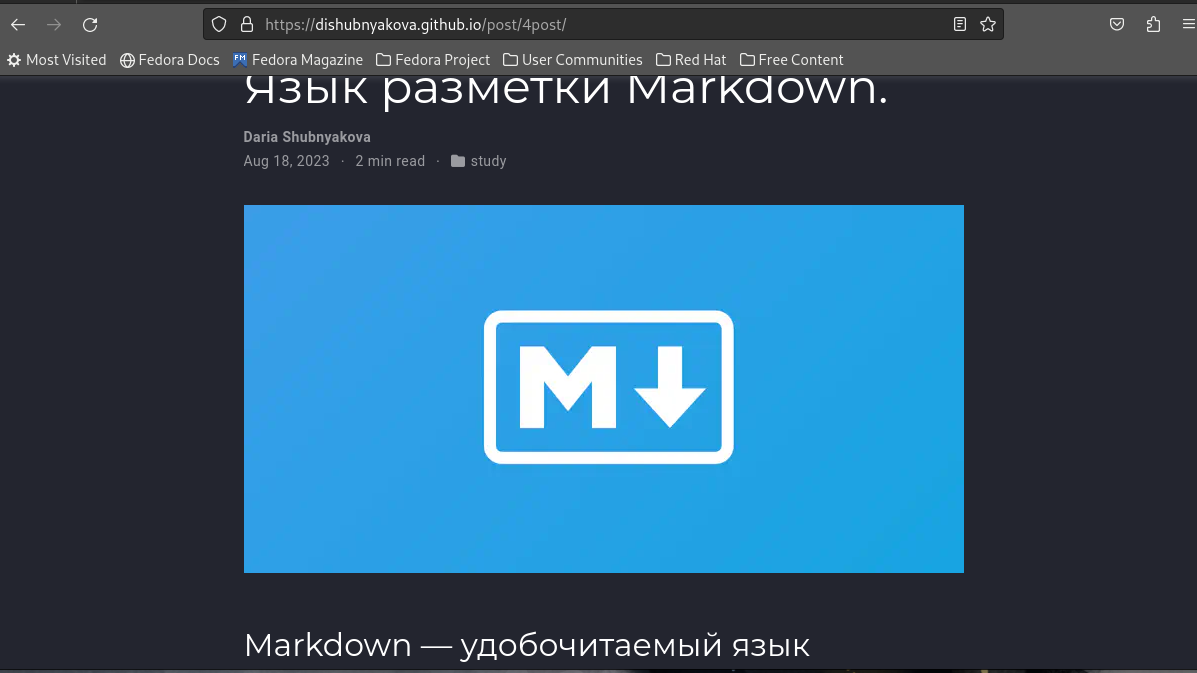 https://dishubnyakova.github.io/post/4post/
Most Visited Fedora Docs FM Fedora Magazine Fedora Project User Communities Red Hat Free Content
Язык разметки Markdown.
Daria Shubnyakova
Aug 18, 2023 · 2 min read · study
M
Markdown — удобочитаемый язык